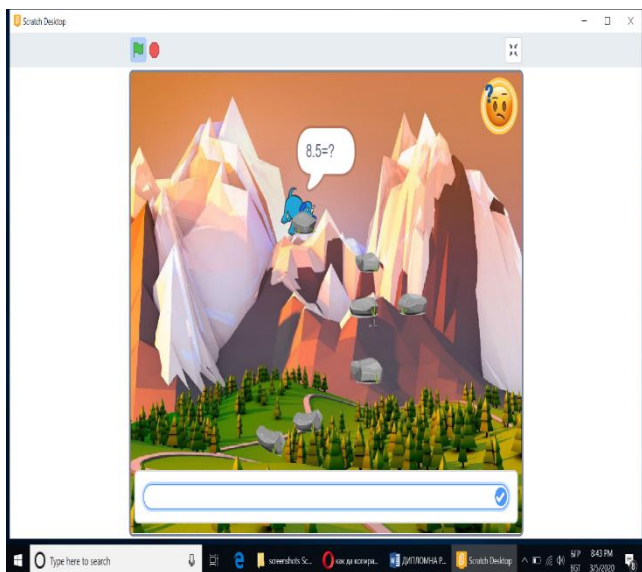 Scratch Desktop
?
8.5=?
Type here to search
screenshots Sc...
как да копира...
ДИПЛОМНА Р...
Scratch Desktop
БГР
BGT
8:43 PM
3/5/2020